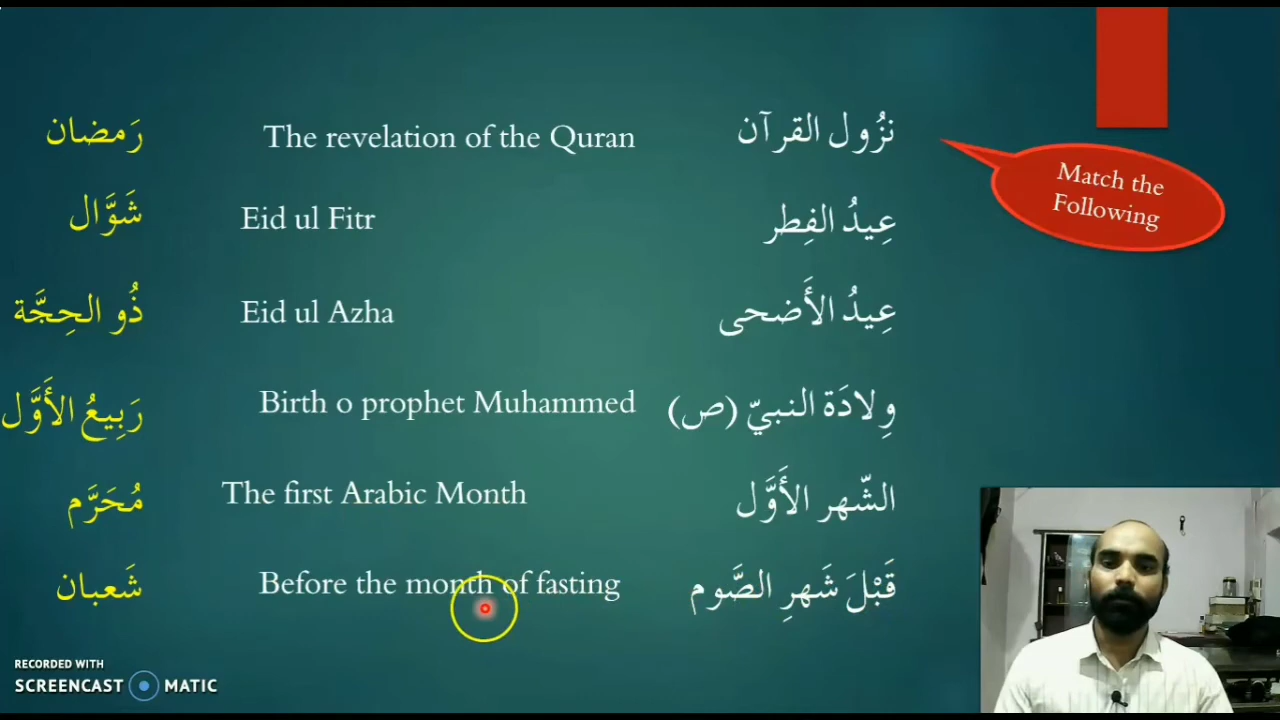 نزُول القرآن The revelation of the Quran رَمضان
عِيدُ الفِطر Eid ul Fitr شَوَّال
عِيدُ الأَضحى Eid ul Azha ذُو الحِجَّة
وِلادَة النبيّ (ص) Birth o prophet Muhammed رَبِيعُ الأَوَّل
الشّهر الأَوَّل The first Arabic Month مُحَرَّم
قَبْلَ شَهرِ الصَّوم Before the month of fasting شَعبان
Match the
Following
RECORDED WITH
SCREENCAST MATIC